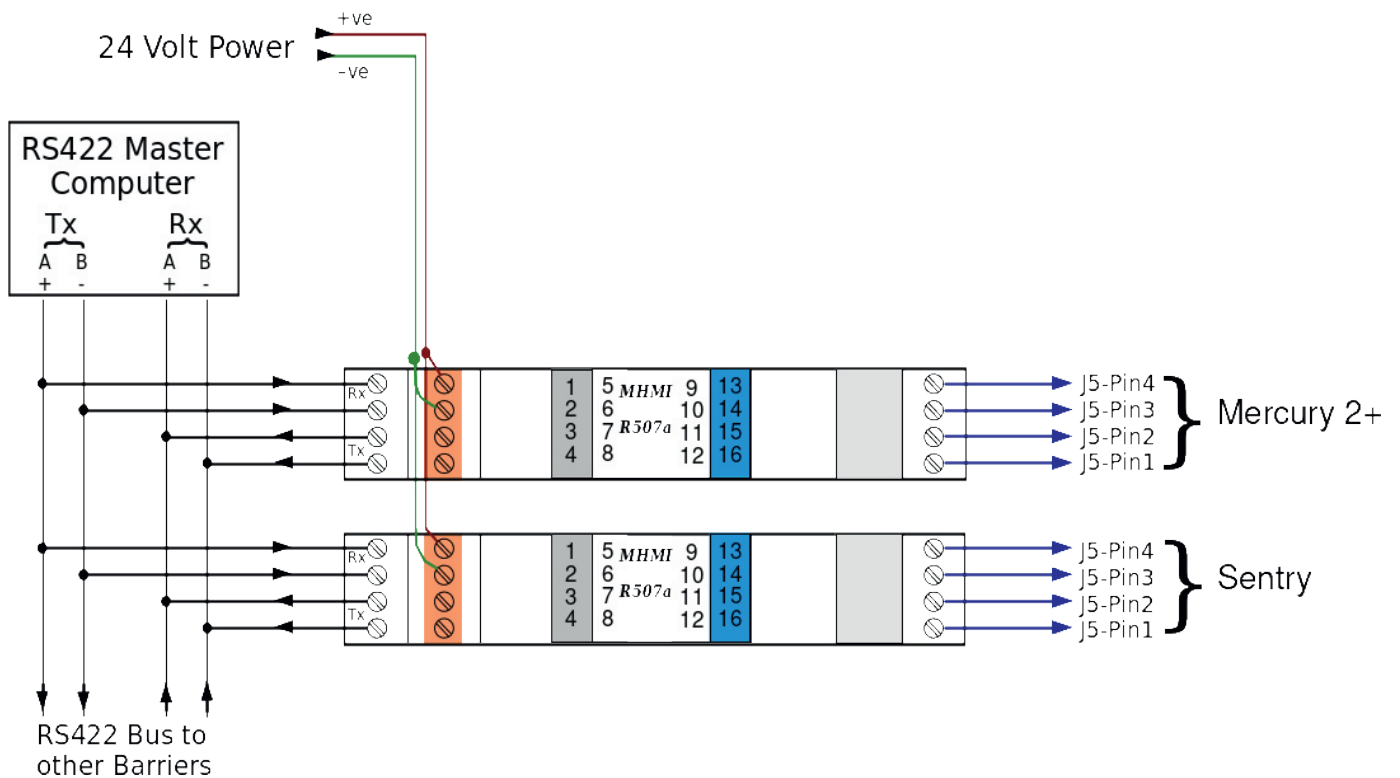 +ve
24 Volt Power
-ve
RS422 Master
Computer
Tx Rx
A B A B
+ - + -
Rx
Tx
1 5 MHMI 9 13
2 6 10 14
3 7 R507a 11 15
4 8 12 16
J5-Pin4
J5-Pin3
J5-Pin2
J5-Pin1
Mercury 2+
Rx
Tx
1 5 MHMI 9 13
2 6 10 14
3 7 R507a 11 15
4 8 12 16
J5-Pin4
J5-Pin3
J5-Pin2
J5-Pin1
Sentry
RS422 Bus to
other Barriers